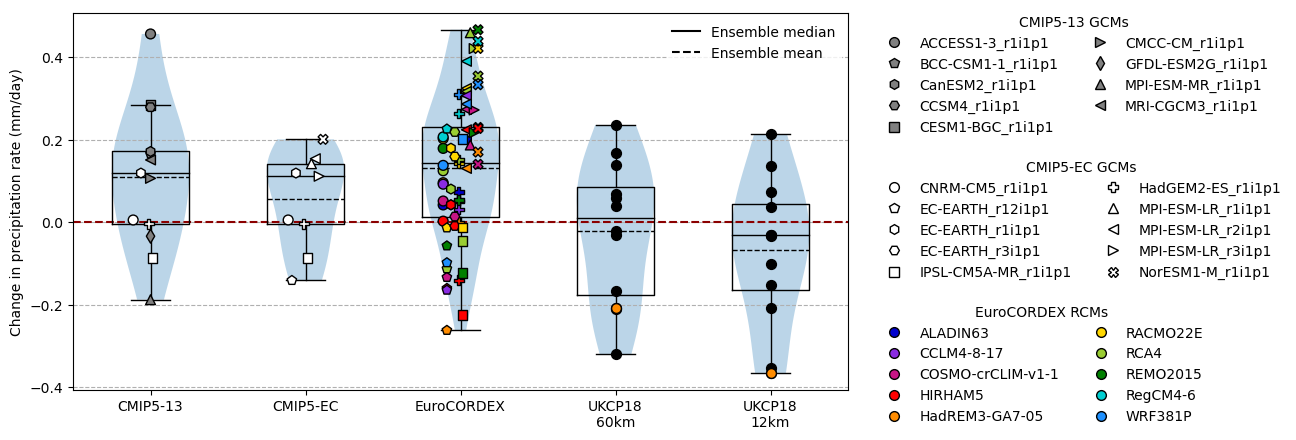 Change in precipitation rate (mm/day)
0.4
0.2
0.0
−0.2
−0.4
Ensemble median
Ensemble mean
CMIP5-13
CMIP5-EC
EuroCORDEX
UKCP18
60km
UKCP18
12km
CMIP5-13 GCMs
ACCESS1-3_r1i1p1
BCC-CSM1-1_r1i1p1
CanESM2_r1i1p1
CCSM4_r1i1p1
CESM1-BGC_r1i1p1
CMCC-CM_r1i1p1
GFDL-ESM2G_r1i1p1
MPI-ESM-MR_r1i1p1
MRI-CGCM3_r1i1p1
CMIP5-EC GCMs
CNRM-CM5_r1i1p1
EC-EARTH_r12i1p1
EC-EARTH_r1i1p1
EC-EARTH_r3i1p1
IPSL-CM5A-MR_r1i1p1
HadGEM2-ES_r1i1p1
MPI-ESM-LR_r1i1p1
MPI-ESM-LR_r2i1p1
MPI-ESM-LR_r3i1p1
NorESM1-M_r1i1p1
EuroCORDEX RCMs
ALADIN63
CCLM4-8-17
COSMO-crCLIM-v1-1
HIRHAM5
HadREM3-GA7-05
RACMO22E
RCA4
REMO2015
RegCM4-6
WRF381P